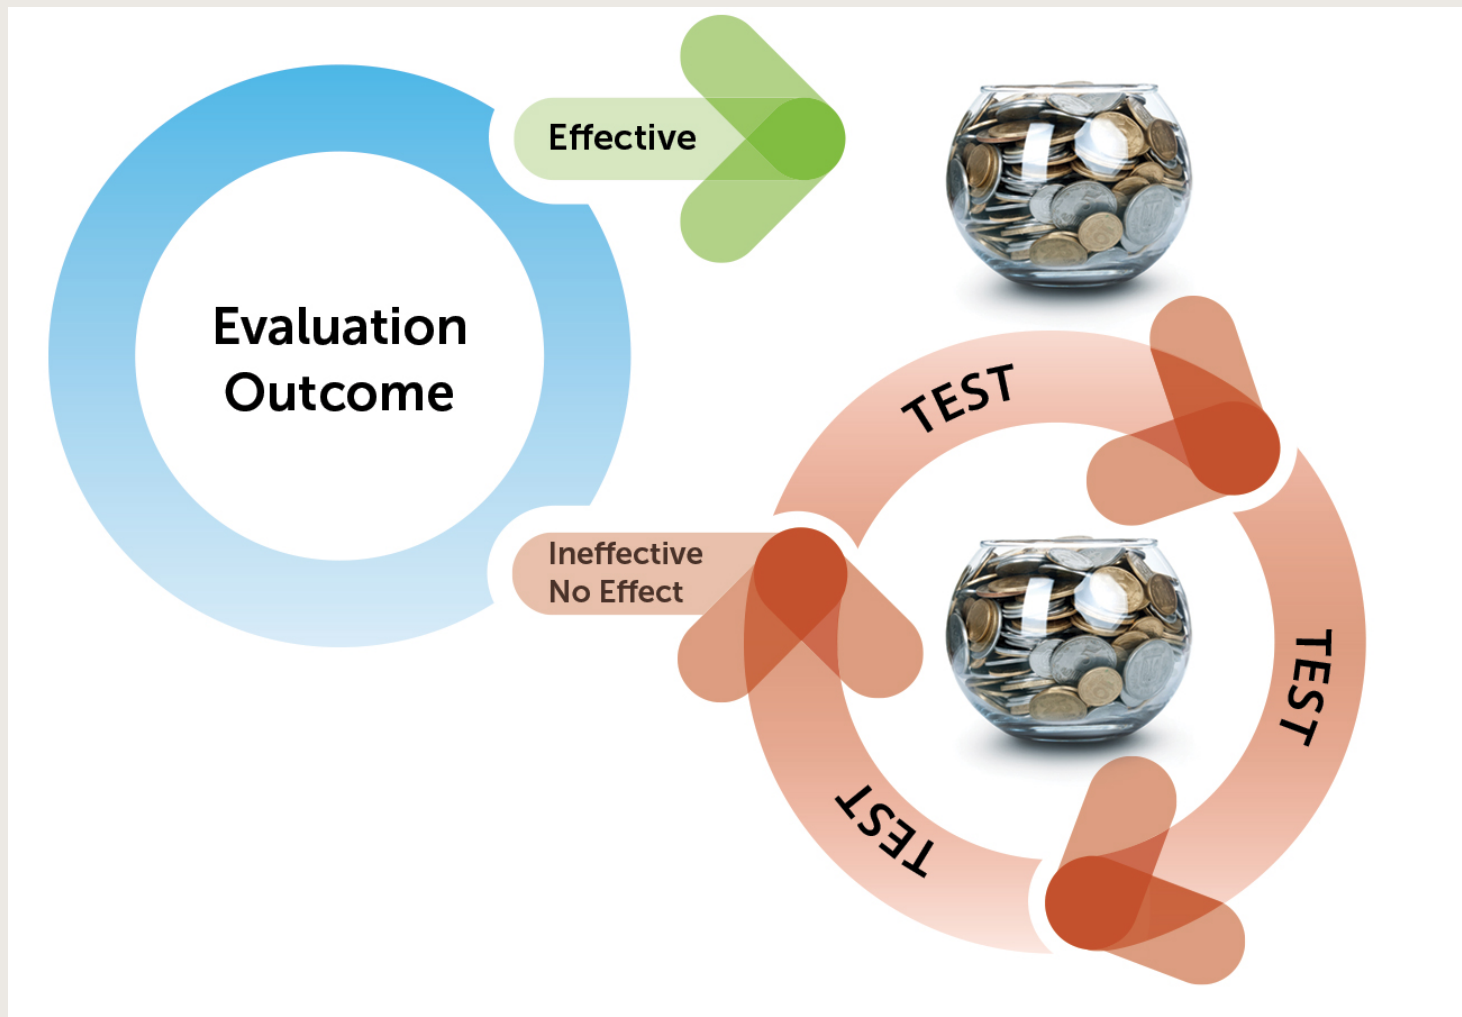 Effective
Evaluation
Outcome
Ineffective
No Effect
TEST
TEST
TEST